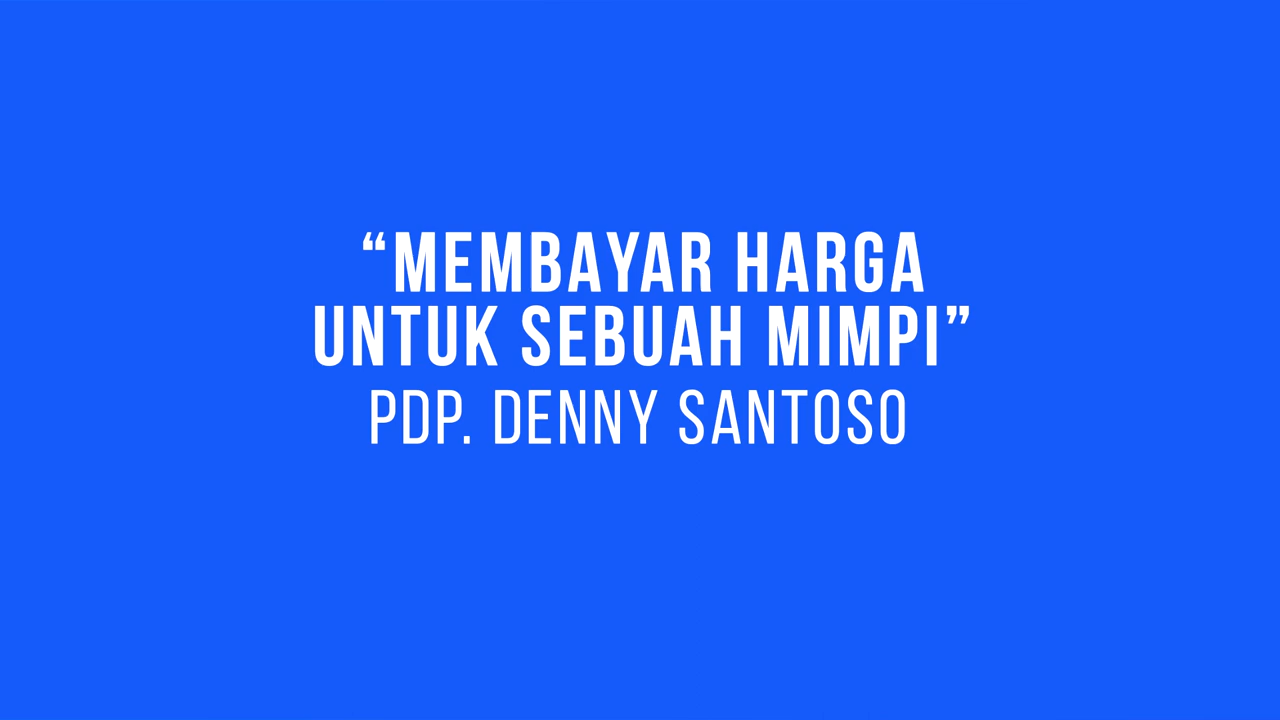 “MEMBAYAR HARGA
UNTUK SEBUAH MIMPI”
PDP. DENNY SANTOSO